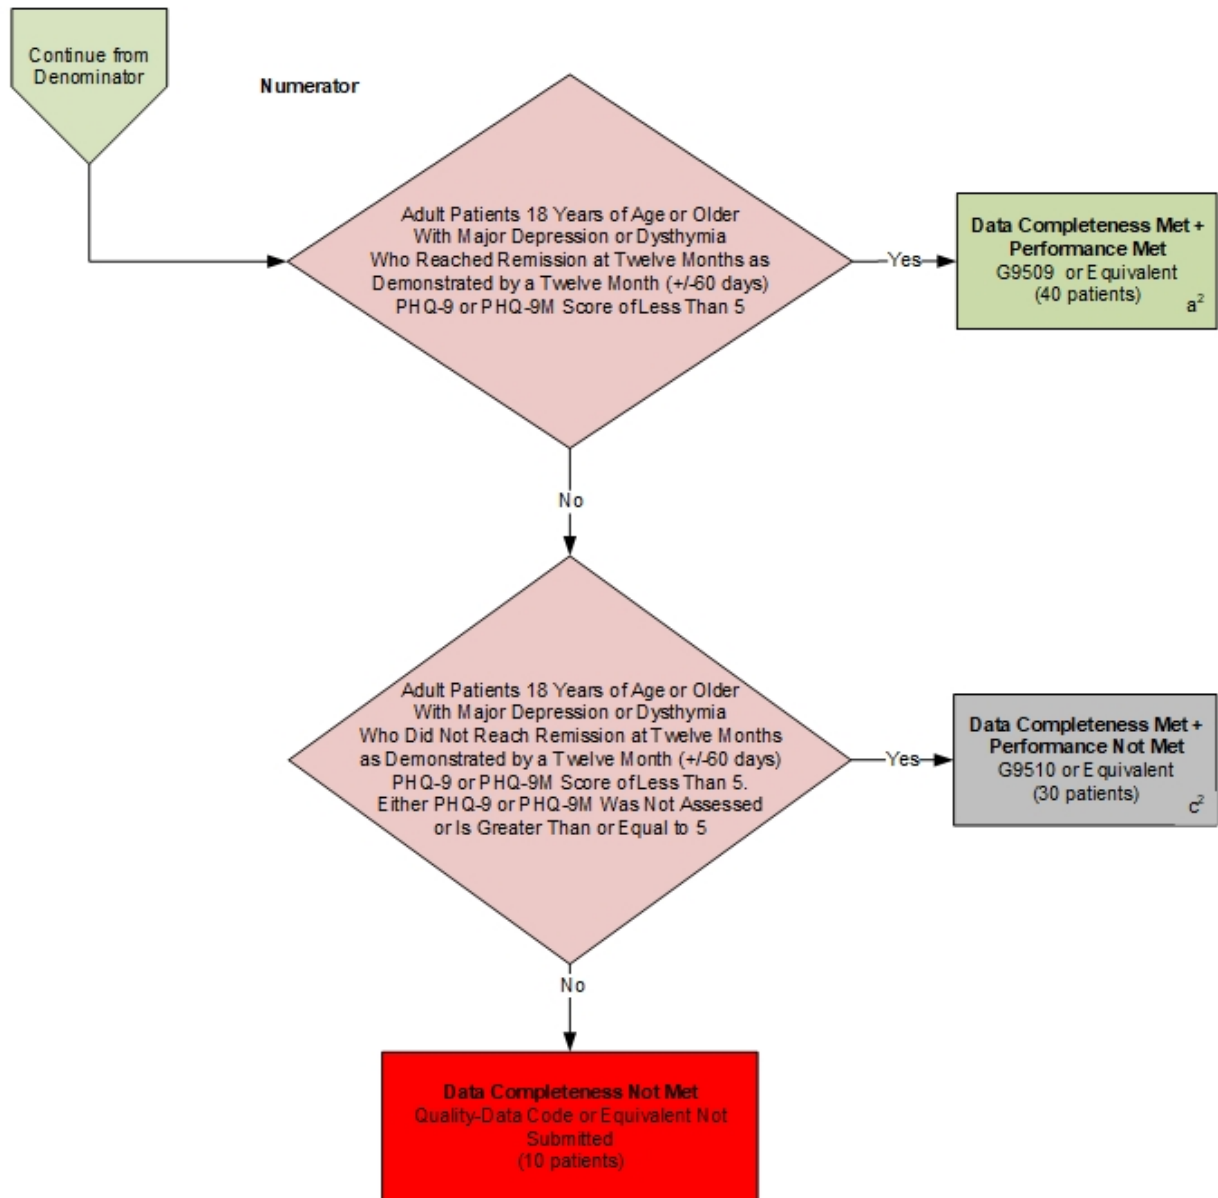 Continue from
Denominator
Numerator
Adult Patients 18 Years of Age or Older
With Major Depression or Dysthymia
Who Reached Remission at Twelve Months as
Demonstrated by a Twelve Month (+/-60 days)
PHQ-9 or PHQ-9M Score of Less Than 5
Yes
Data Completeness Met +
Performance Met
G9509 or Equivalent
(40 patients)
a²
No
Adult Patients 18 Years of Age or Older
With Major Depression or Dysthymia
Who Did Not Reach Remission at Twelve Months
as Demonstrated by a Twelve Month (+/-60 days)
PHQ-9 or PHQ-9M Score of Less Than 5.
Either PHQ-9 or PHQ-9M Was Not Assessed
or Is Greater Than or Equal to 5
Yes
Data Completeness Met +
Performance Not Met
G9510 or Equivalent
(30 patients)
c²
No
Data Completeness Not Met
Quality-Data Code or Equivalent Not
Submitted
(10 patients)